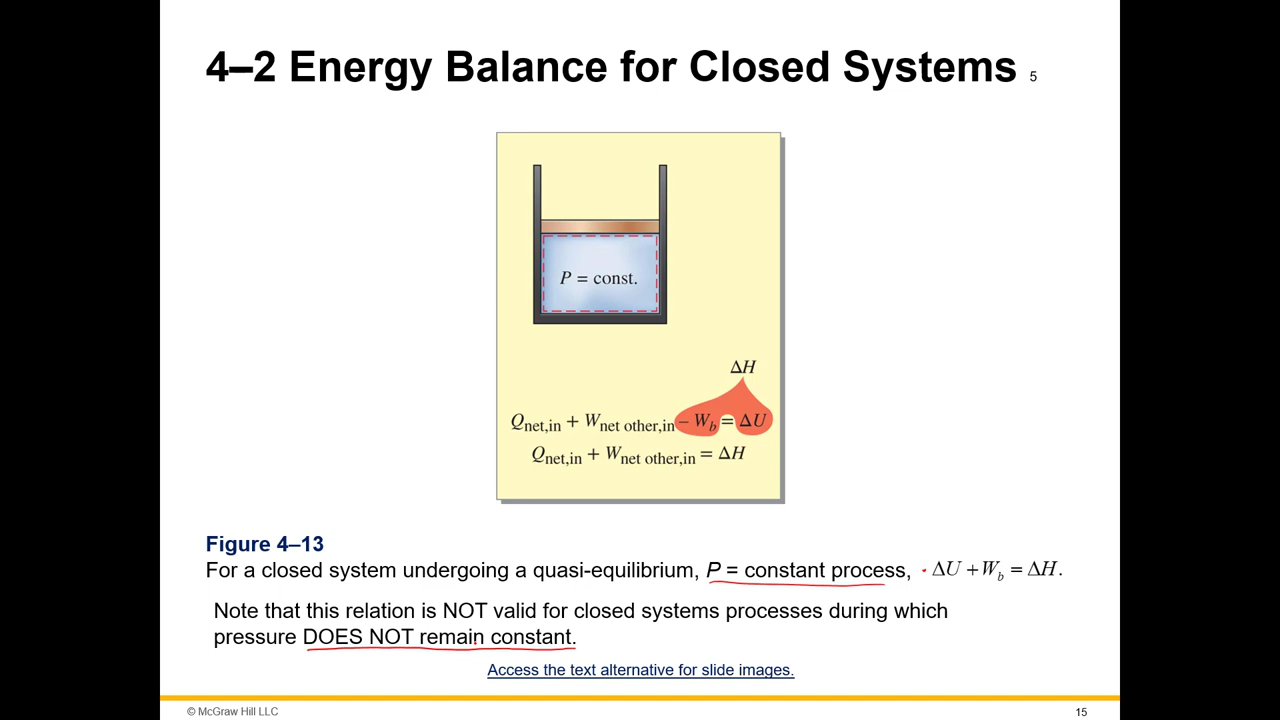 4–2 Energy Balance for Closed Systems 5
P = const.
ΔH
Qnet,in + Wnet other,in − Wb = ΔU
Qnet,in + Wnet other,in = ΔH
Figure 4–13
For a closed system undergoing a quasi-equilibrium, P = constant process, ΔU + Wb = ΔH.
Note that this relation is NOT valid for closed systems processes during which
pressure DOES NOT remain constant.
Access the text alternative for slide images.
© McGraw Hill LLC
15